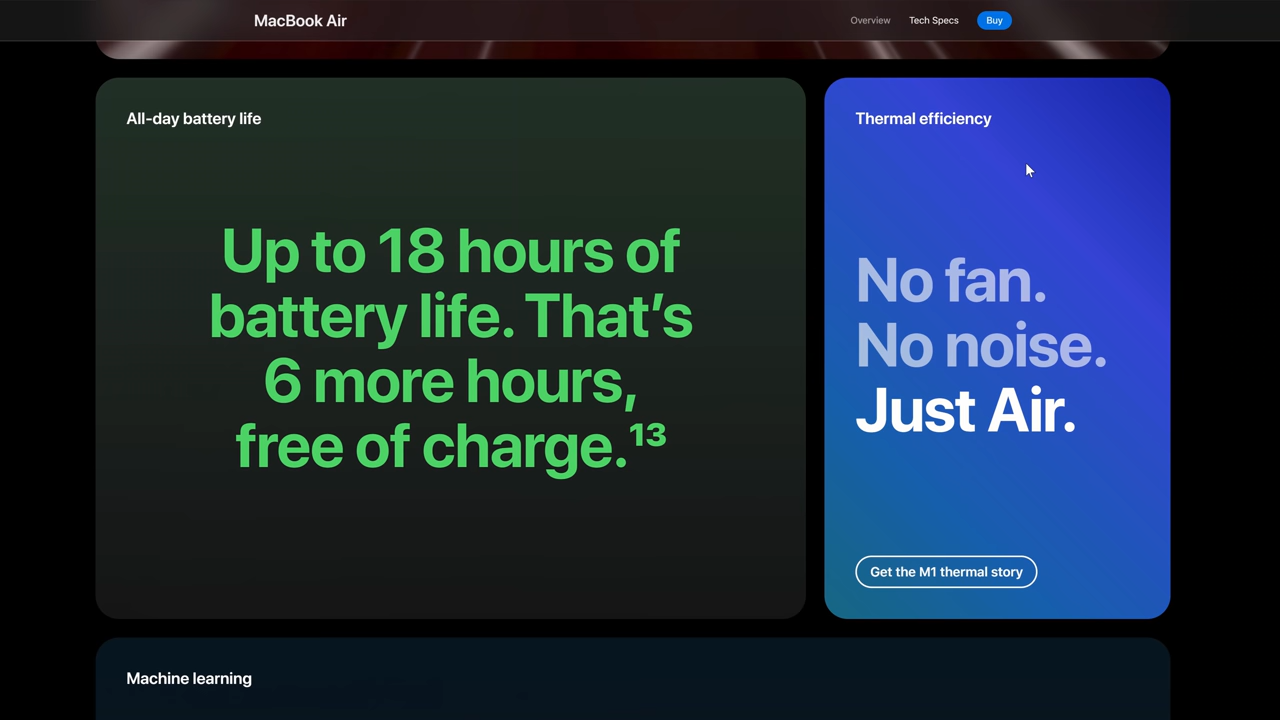 MacBook Air
Overview
Tech Specs
Buy
All-day battery life
Up to 18 hours of
battery life. That’s
6 more hours,
free of charge.¹³
Thermal efficiency
No fan.
No noise.
Just Air.
Get the M1 thermal story
Machine learning